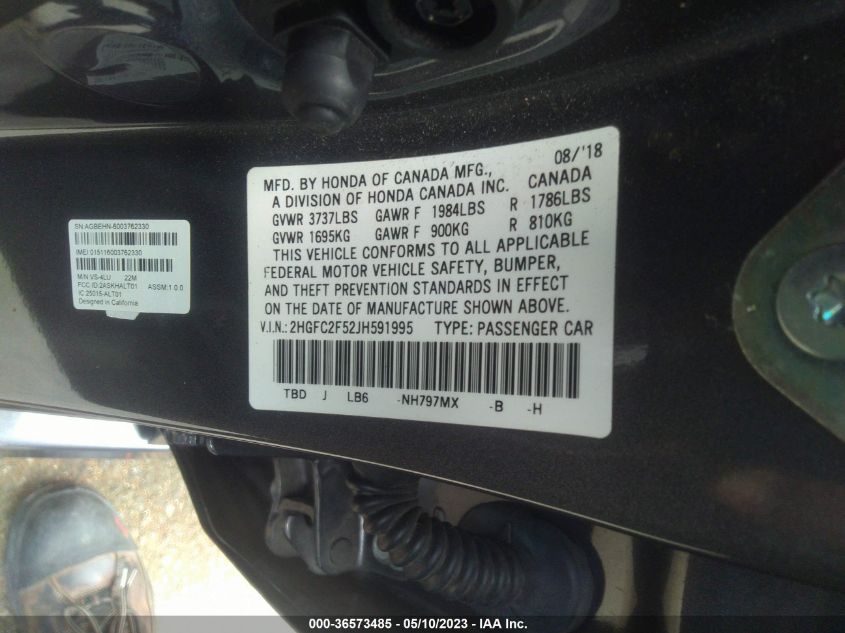 SN:AGBEHN-6003762330
IMEI:015116003762330
M/N:VS-4LU 22M
FCC ID:2ASKHALT01 ASSM:1.0.0
IC:25015-ALT01
Designed in California
08/'18
MFD. BY HONDA OF CANADA MFG.,
A DIVISION OF HONDA CANADA INC. CANADA
GVWR 3737LBS GAWR F 1984LBS R 1786LBS
GVWR 1695KG GAWR F 900KG R 810KG
THIS VEHICLE CONFORMS TO ALL APPLICABLE
FEDERAL MOTOR VEHICLE SAFETY, BUMPER,
AND THEFT PREVENTION STANDARDS IN EFFECT
ON THE DATE OF MANUFACTURE SHOWN ABOVE.
V.I.N.: 2HGFC2F52JH591995 TYPE: PASSENGER CAR
TBD J LB6 -NH797MX -B -H
000-36573485 - 05/10/2023 - IAA Inc.